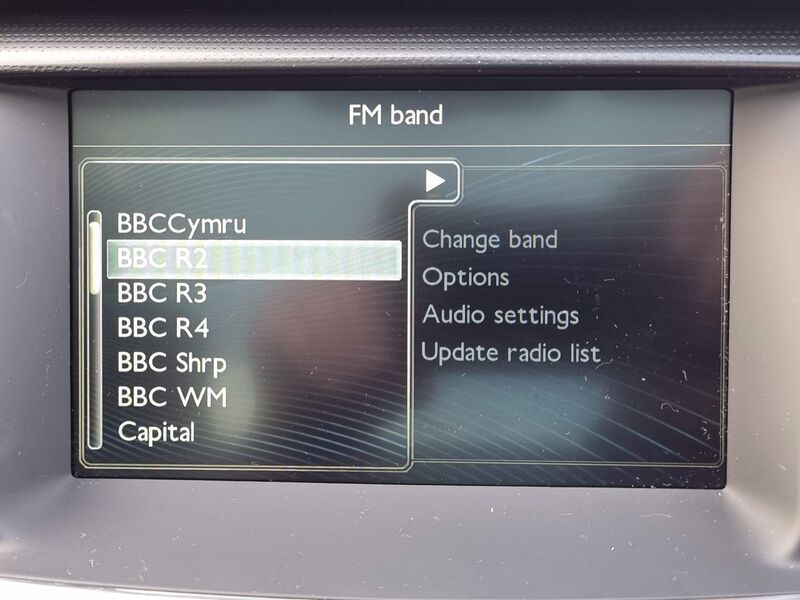 FM band
BBCCymru
BBC R2
BBC R3
BBC R4
BBC Shrp
BBC WM
Capital
Change band
Options
Audio settings
Update radio list